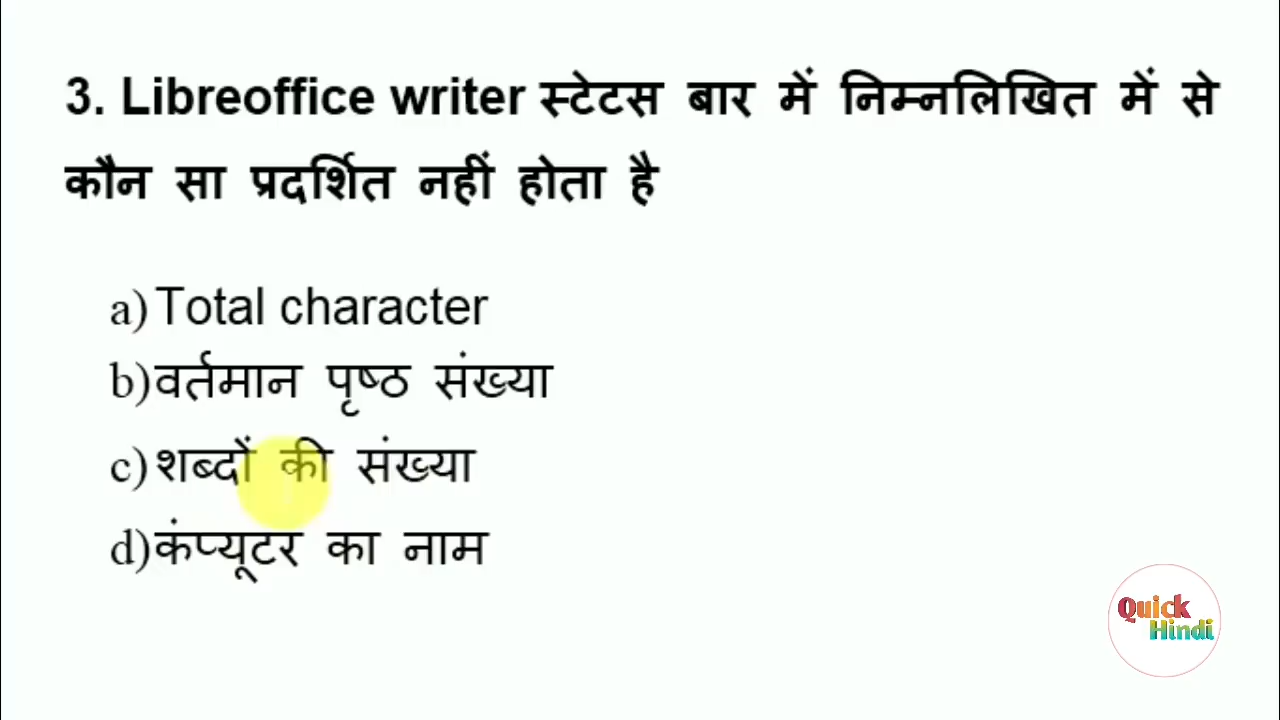 3. Libreoffice writer स्टेटस बार में निम्नलिखित में से
कौन सा प्रदर्शित नहीं होता है
a) Total character
b) वर्तमान पृष्ठ संख्या
c) शब्दों की संख्या
d) कंप्यूटर का नाम
Quick
Hindi